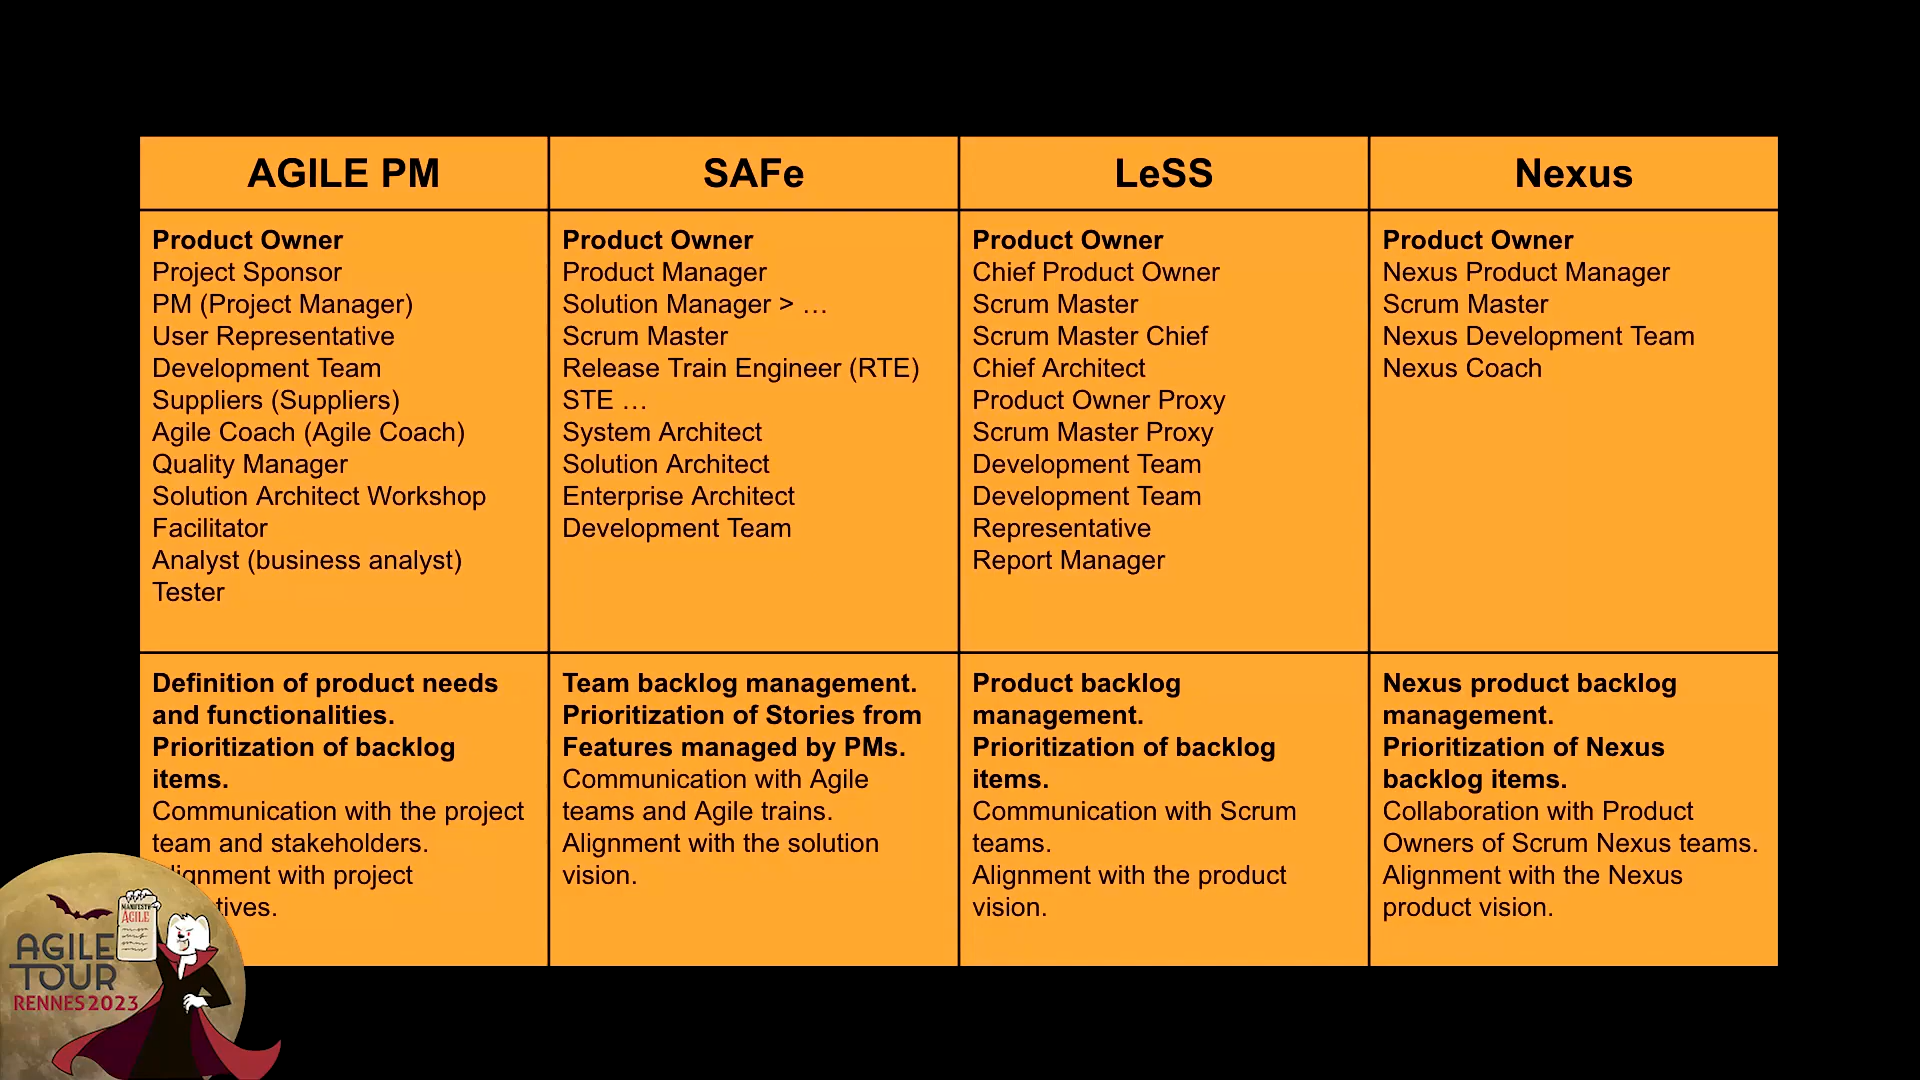 AGILE PM
SAFe
LeSS
Nexus
Product Owner
Project Sponsor
PM (Project Manager)
User Representative
Development Team
Suppliers (Suppliers)
Agile Coach (Agile Coach)
Quality Manager
Solution Architect Workshop
Facilitator
Analyst (business analyst)
Tester
Product Owner
Product Manager
Solution Manager > …
Scrum Master
Release Train Engineer (RTE)
STE …
System Architect
Solution Architect
Enterprise Architect
Development Team
Product Owner
Chief Product Owner
Scrum Master
Scrum Master Chief
Chief Architect
Product Owner Proxy
Scrum Master Proxy
Development Team
Development Team
Representative
Report Manager
Product Owner
Nexus Product Manager
Scrum Master
Nexus Development Team
Nexus Coach
Definition of product needs
and functionalities.
Prioritization of backlog
items.
Communication with the project
team and stakeholders.
with project
Team backlog management.
Prioritization of Stories from
Features managed by PMs.
Communication with Agile
teams and Agile trains.
Alignment with the solution
vision.
Product backlog
management.
Prioritization of backlog
items.
Communication with Scrum
teams.
Alignment with the product
vision.
Nexus product backlog
management.
Prioritization of Nexus
backlog items.
Collaboration with Product
Owners of Scrum Nexus teams.
Alignment with the Nexus
product vision.
MANIFESTE
AGILE
AGILE
TOUR
RENNES 2023